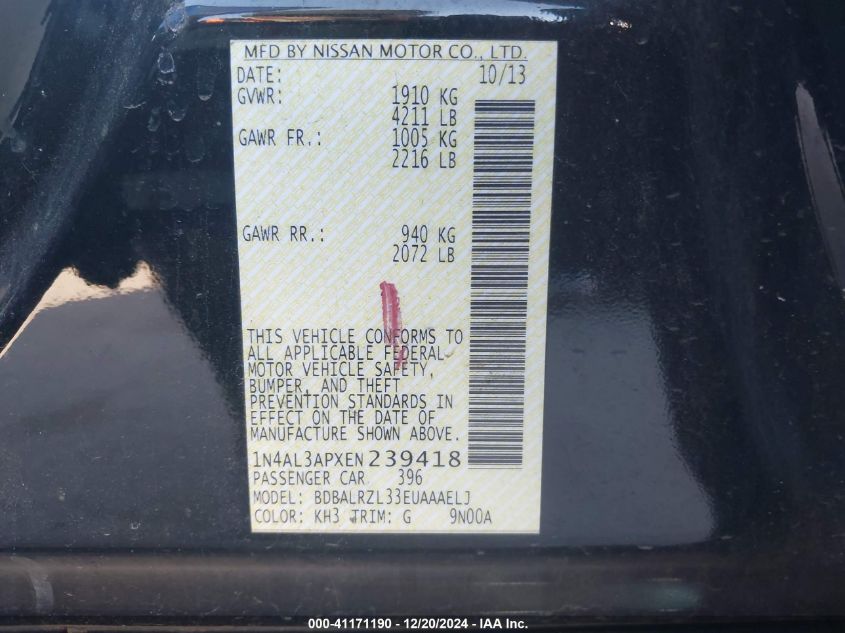 MFD BY NISSAN MOTOR CO., LTD.
DATE: 10/13
GVWR: 1910 KG
4211 LB
GAWR FR.: 1005 KG
2216 LB
GAWR RR.: 940 KG
2072 LB
THIS VEHICLE CONFORMS TO
ALL APPLICABLE FEDERAL
MOTOR VEHICLE SAFETY,
BUMPER, AND THEFT
PREVENTION STANDARDS IN
EFFECT ON THE DATE OF
MANUFACTURE SHOWN ABOVE.
1N4AL3APXEN239418
PASSENGER CAR 396
MODEL: BDBALRZL33EUAAAELJ
COLOR: KH3 TRIM: G 9N00A
000-41171190 - 12/20/2024 - IAA Inc.